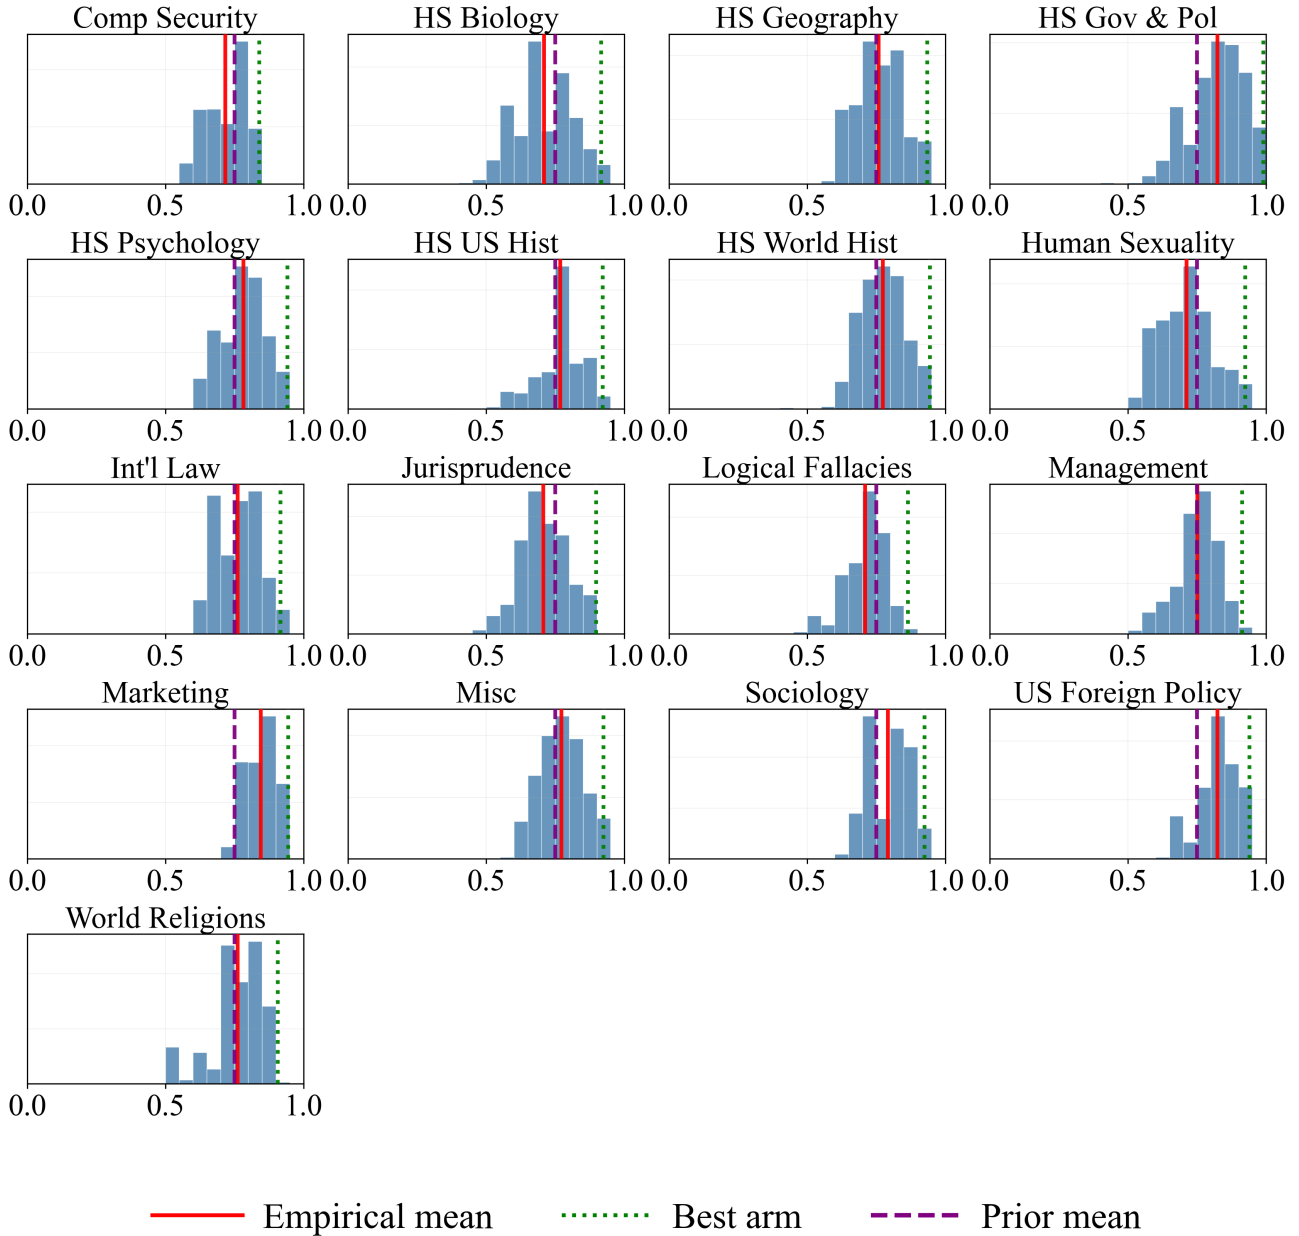 Comp Security HS Biology HS Geography HS Gov & Pol
0.0 0.5 1.0 0.0 0.5 1.0 0.0 0.5 1.0 0.0 0.5 1.0
HS Psychology HS US Hist HS World Hist Human Sexuality
0.0 0.5 1.0 0.0 0.5 1.0 0.0 0.5 1.0 0.0 0.5 1.0
Int'l Law Jurisprudence Logical Fallacies Management
0.0 0.5 1.0 0.0 0.5 1.0 0.0 0.5 1.0 0.0 0.5 1.0
Marketing Misc Sociology US Foreign Policy
0.0 0.5 1.0 0.0 0.5 1.0 0.0 0.5 1.0 0.0 0.5 1.0
World Religions
0.0 0.5 1.0
Empirical mean Best arm Prior mean